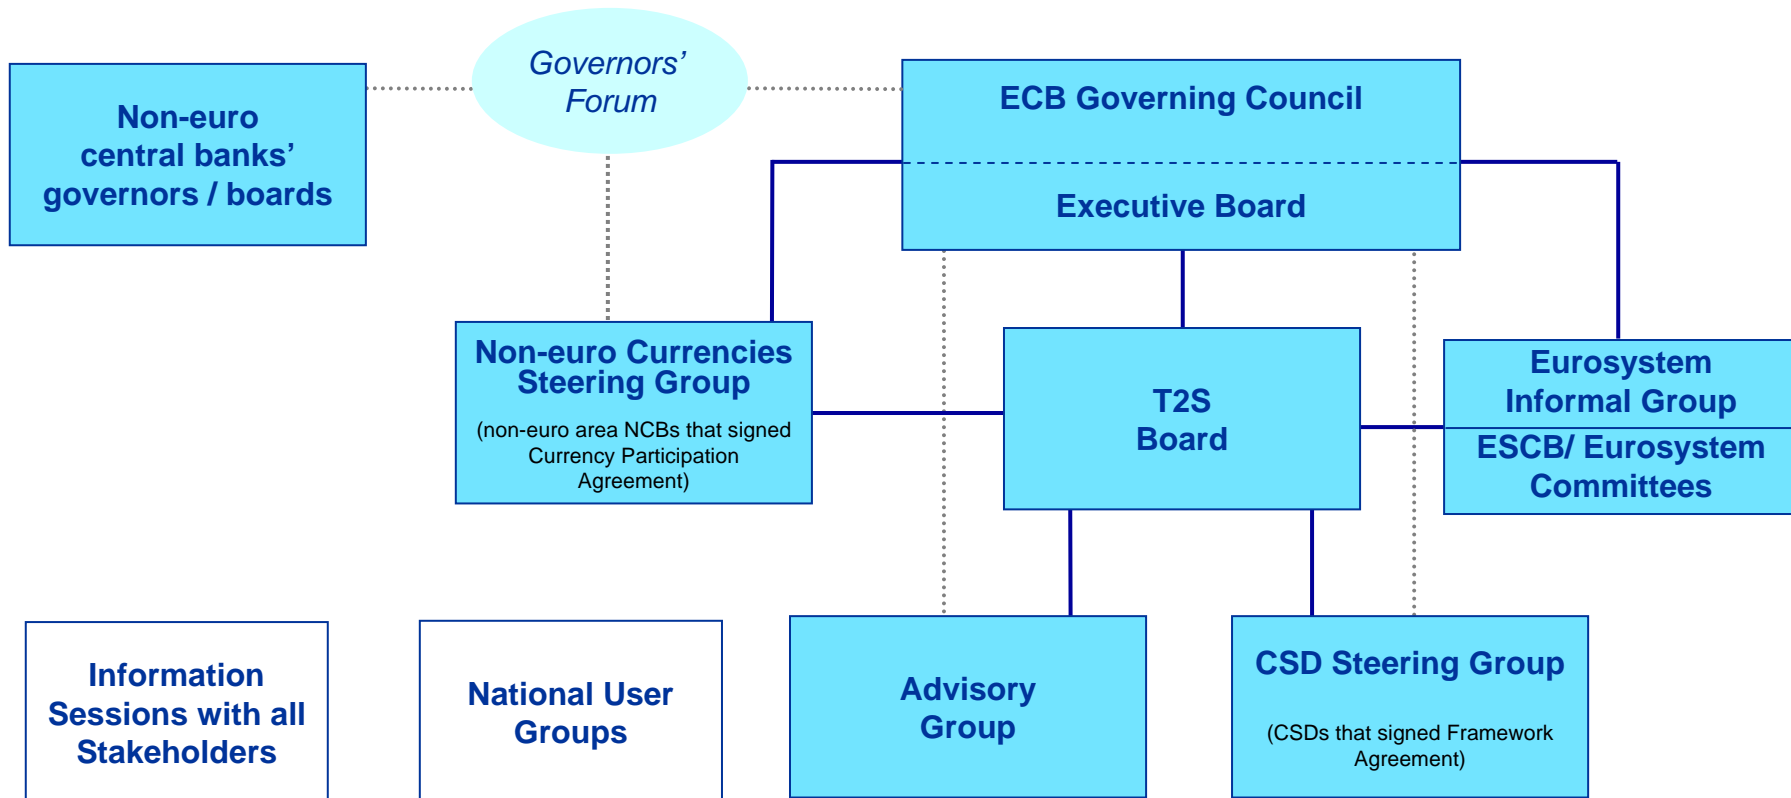 Governors’
Forum
Non-euro
central banks’
governors / boards
ECB Governing Council
Executive Board
Non-euro Currencies
Steering Group
(non-euro area NCBs that signed
Currency Participation
Agreement)
T2S
Board
Eurosystem
Informal Group
ESCB/ Eurosystem
Committees
Information
Sessions with all
Stakeholders
National User
Groups
Advisory
Group
CSD Steering Group
(CSDs that signed Framework
Agreement)